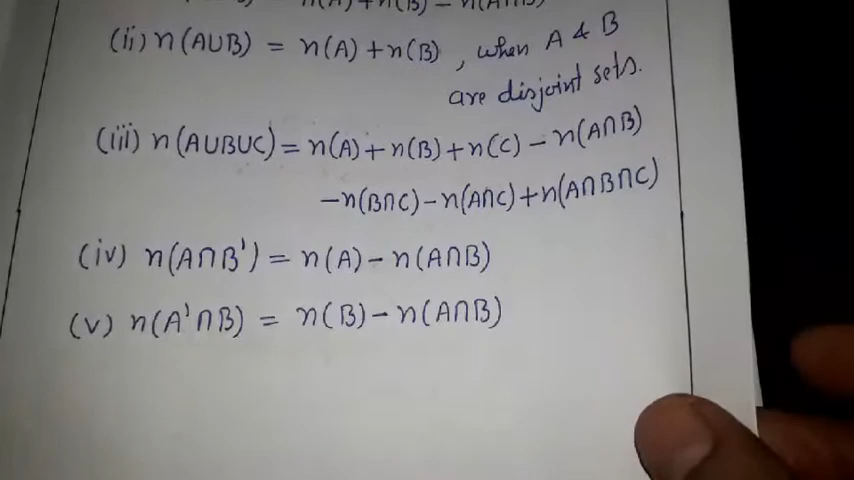 n(A) + n(B) - n(A∩B)
(ii) n(A∪B) = n(A) + n(B) , when A & B
are disjoint sets.
(iii) n(A∪B∪C) = n(A) + n(B) + n(C) - n(A∩B)
- n(B∩C) - n(A∩C) + n(A∩B∩C)
(iv) n(A∩B') = n(A) - n(A∩B)
(v) n(A'∩B) = n(B) - n(A∩B)